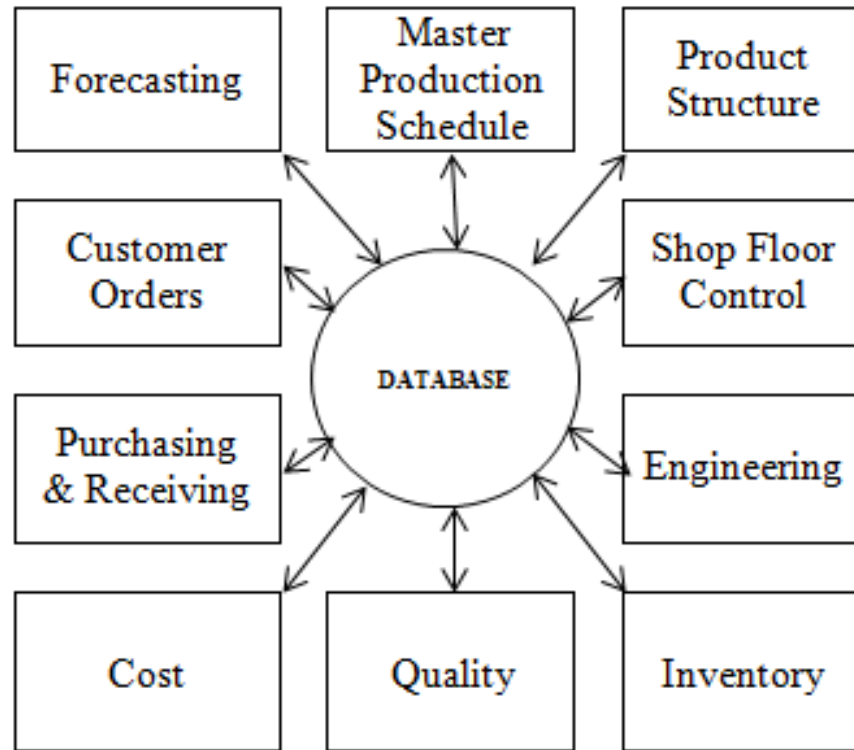 Forecasting
Master
Production
Schedule
Product
Structure
Customer
Orders
Shop Floor
Control
DATABASE
Purchasing
& Receiving
Engineering
Cost
Quality
Inventory